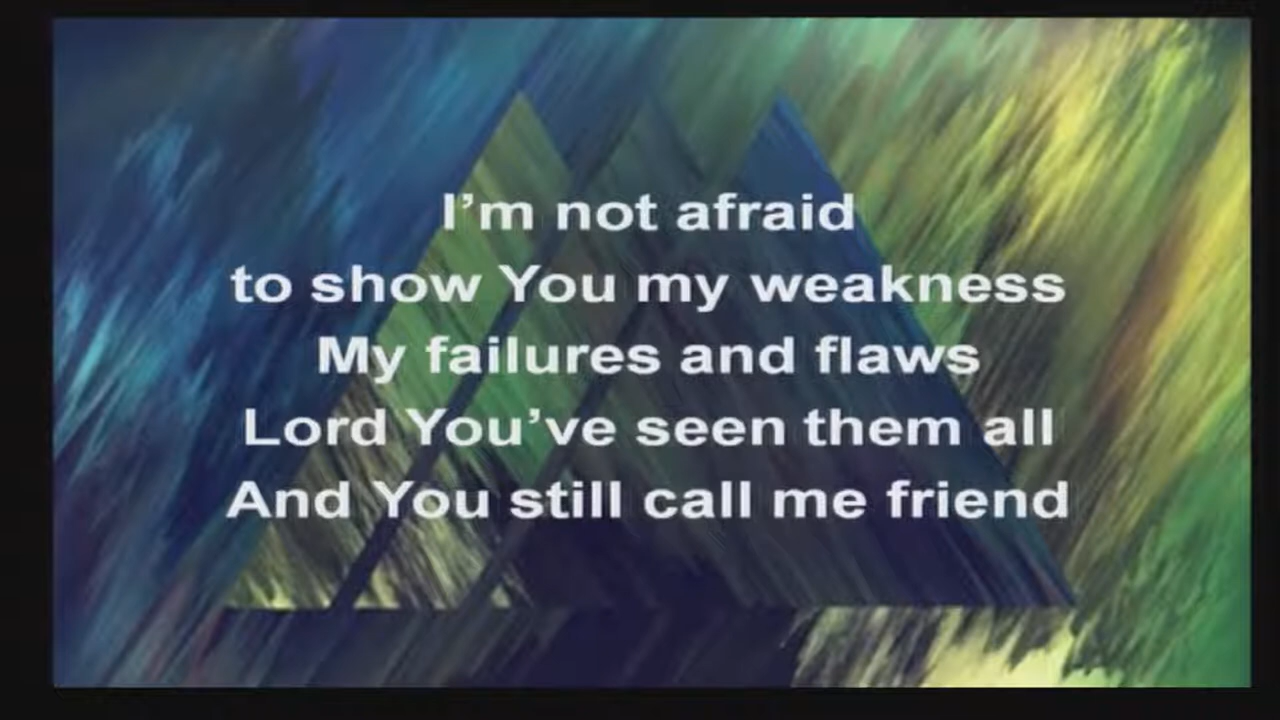 I’m not afraid
to show You my weakness
My failures and flaws
Lord You’ve seen them all
And You still call me friend